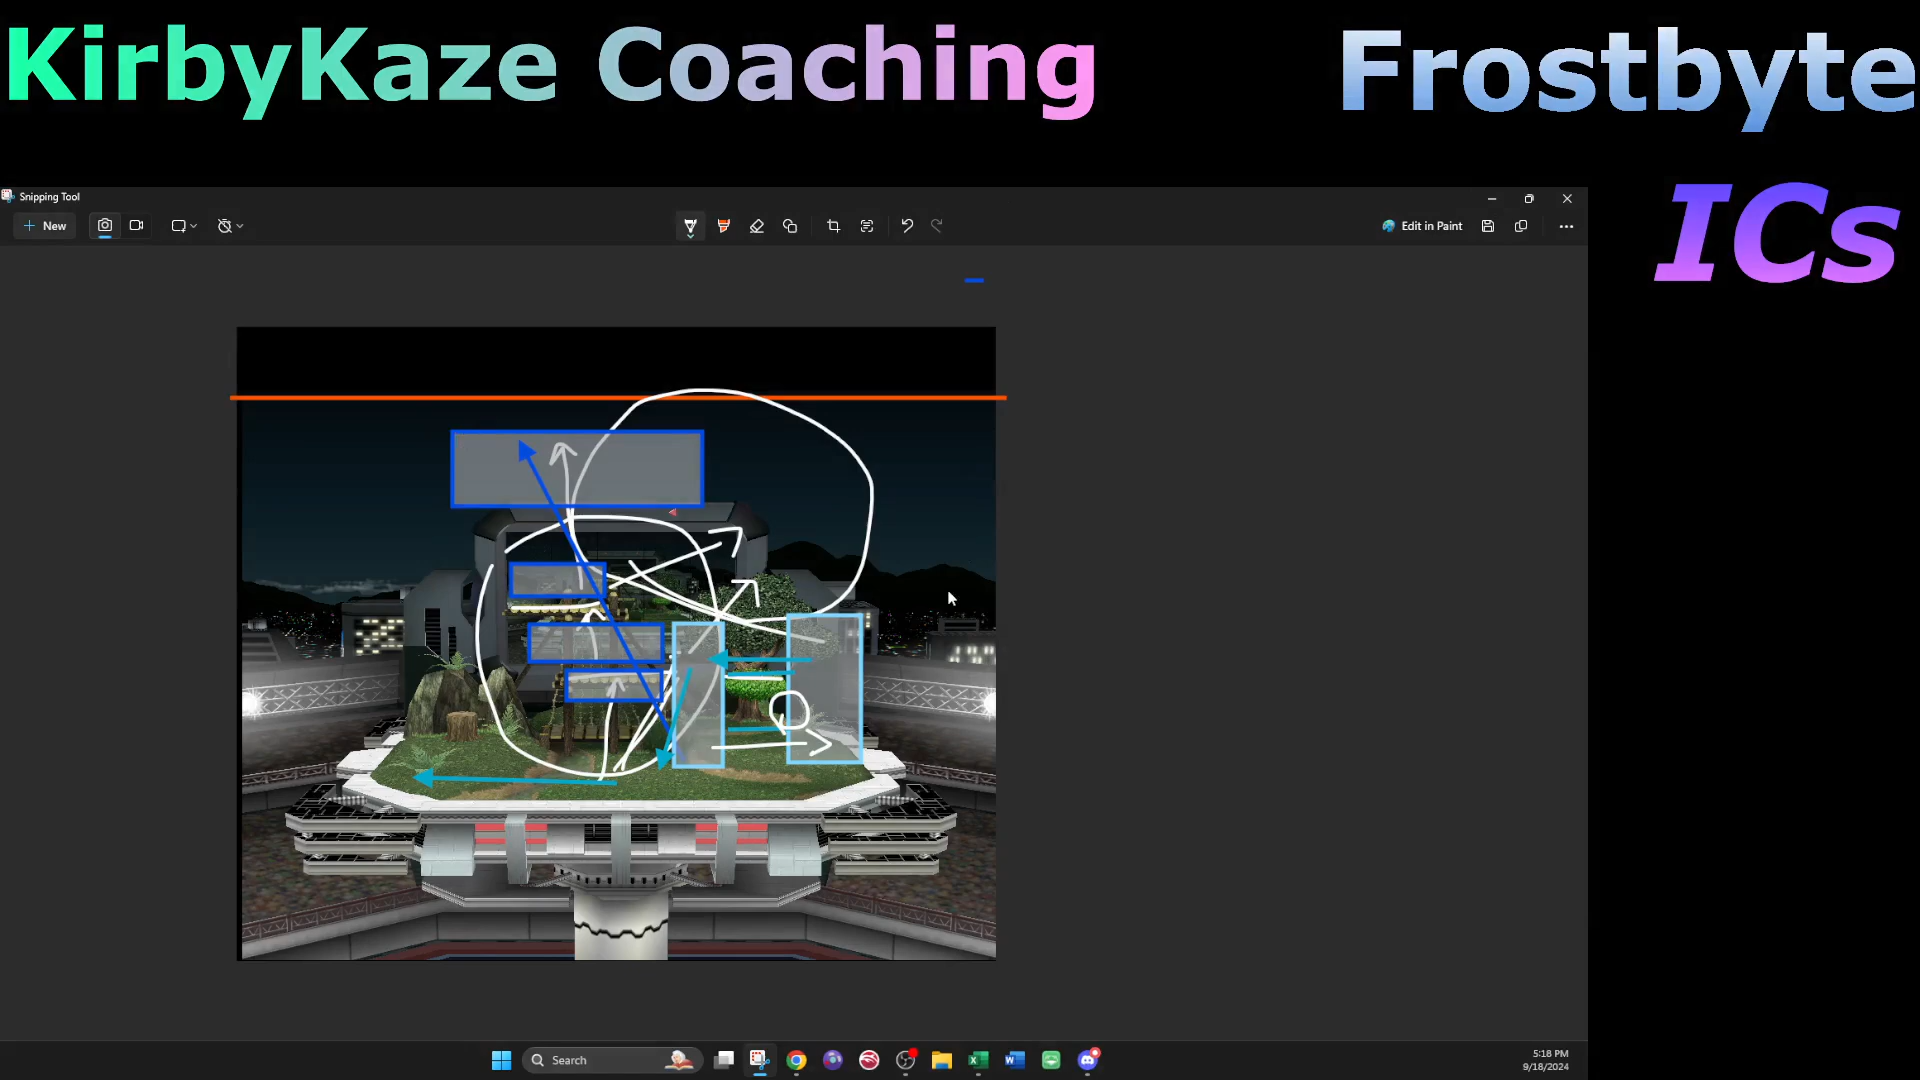 KirbyKaze Coaching
Frostbyte
ICs
Snipping Tool
New
Edit in Paint
Search
5:18 PM
9/18/2024